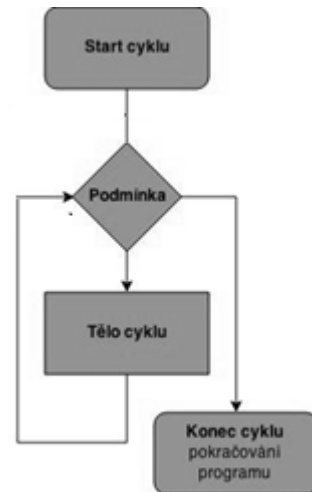 Start cyklu
Podmínka
Tělo cyklu
Konec cyklu
pokračování
programu